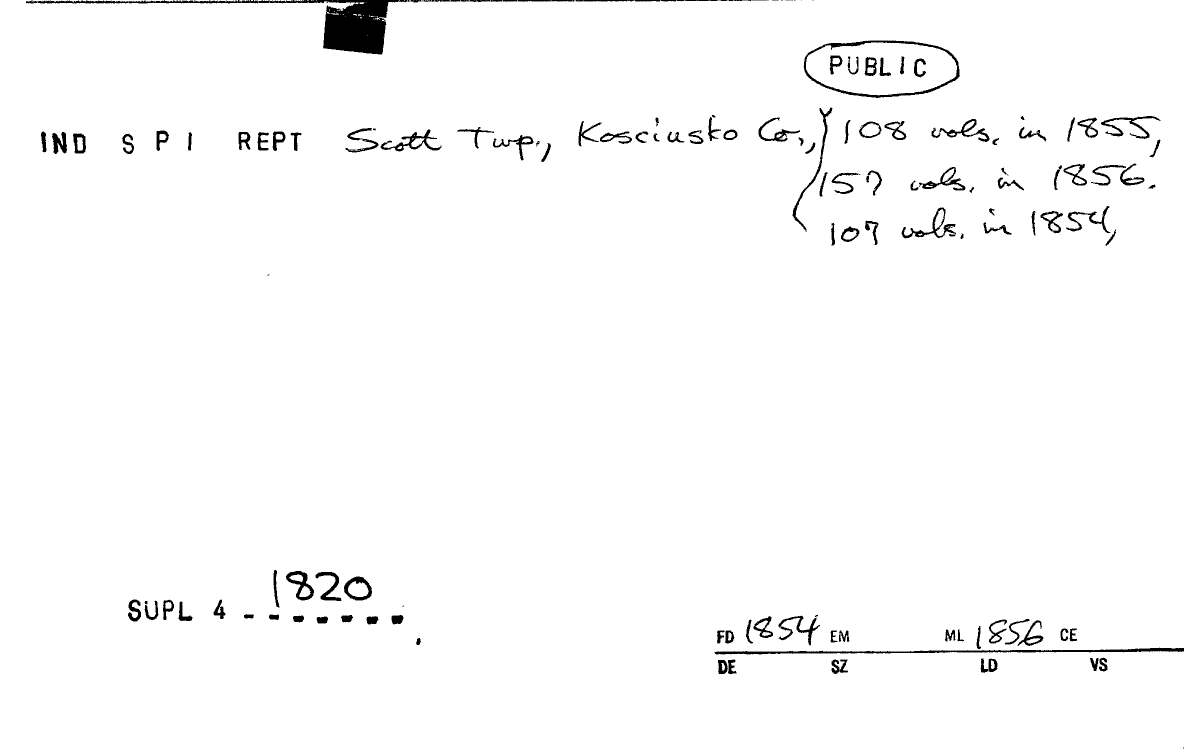 PUBLIC
IND S P I REPT Scott Twp., Kosciusko Co., 108 vols. in 1855,
157 vols. in 1856.
107 vols. in 1854,
1820
SUPL 4 - - - - - - -
FD 1854 EM ML 1856 CE
DE SZ LD VS